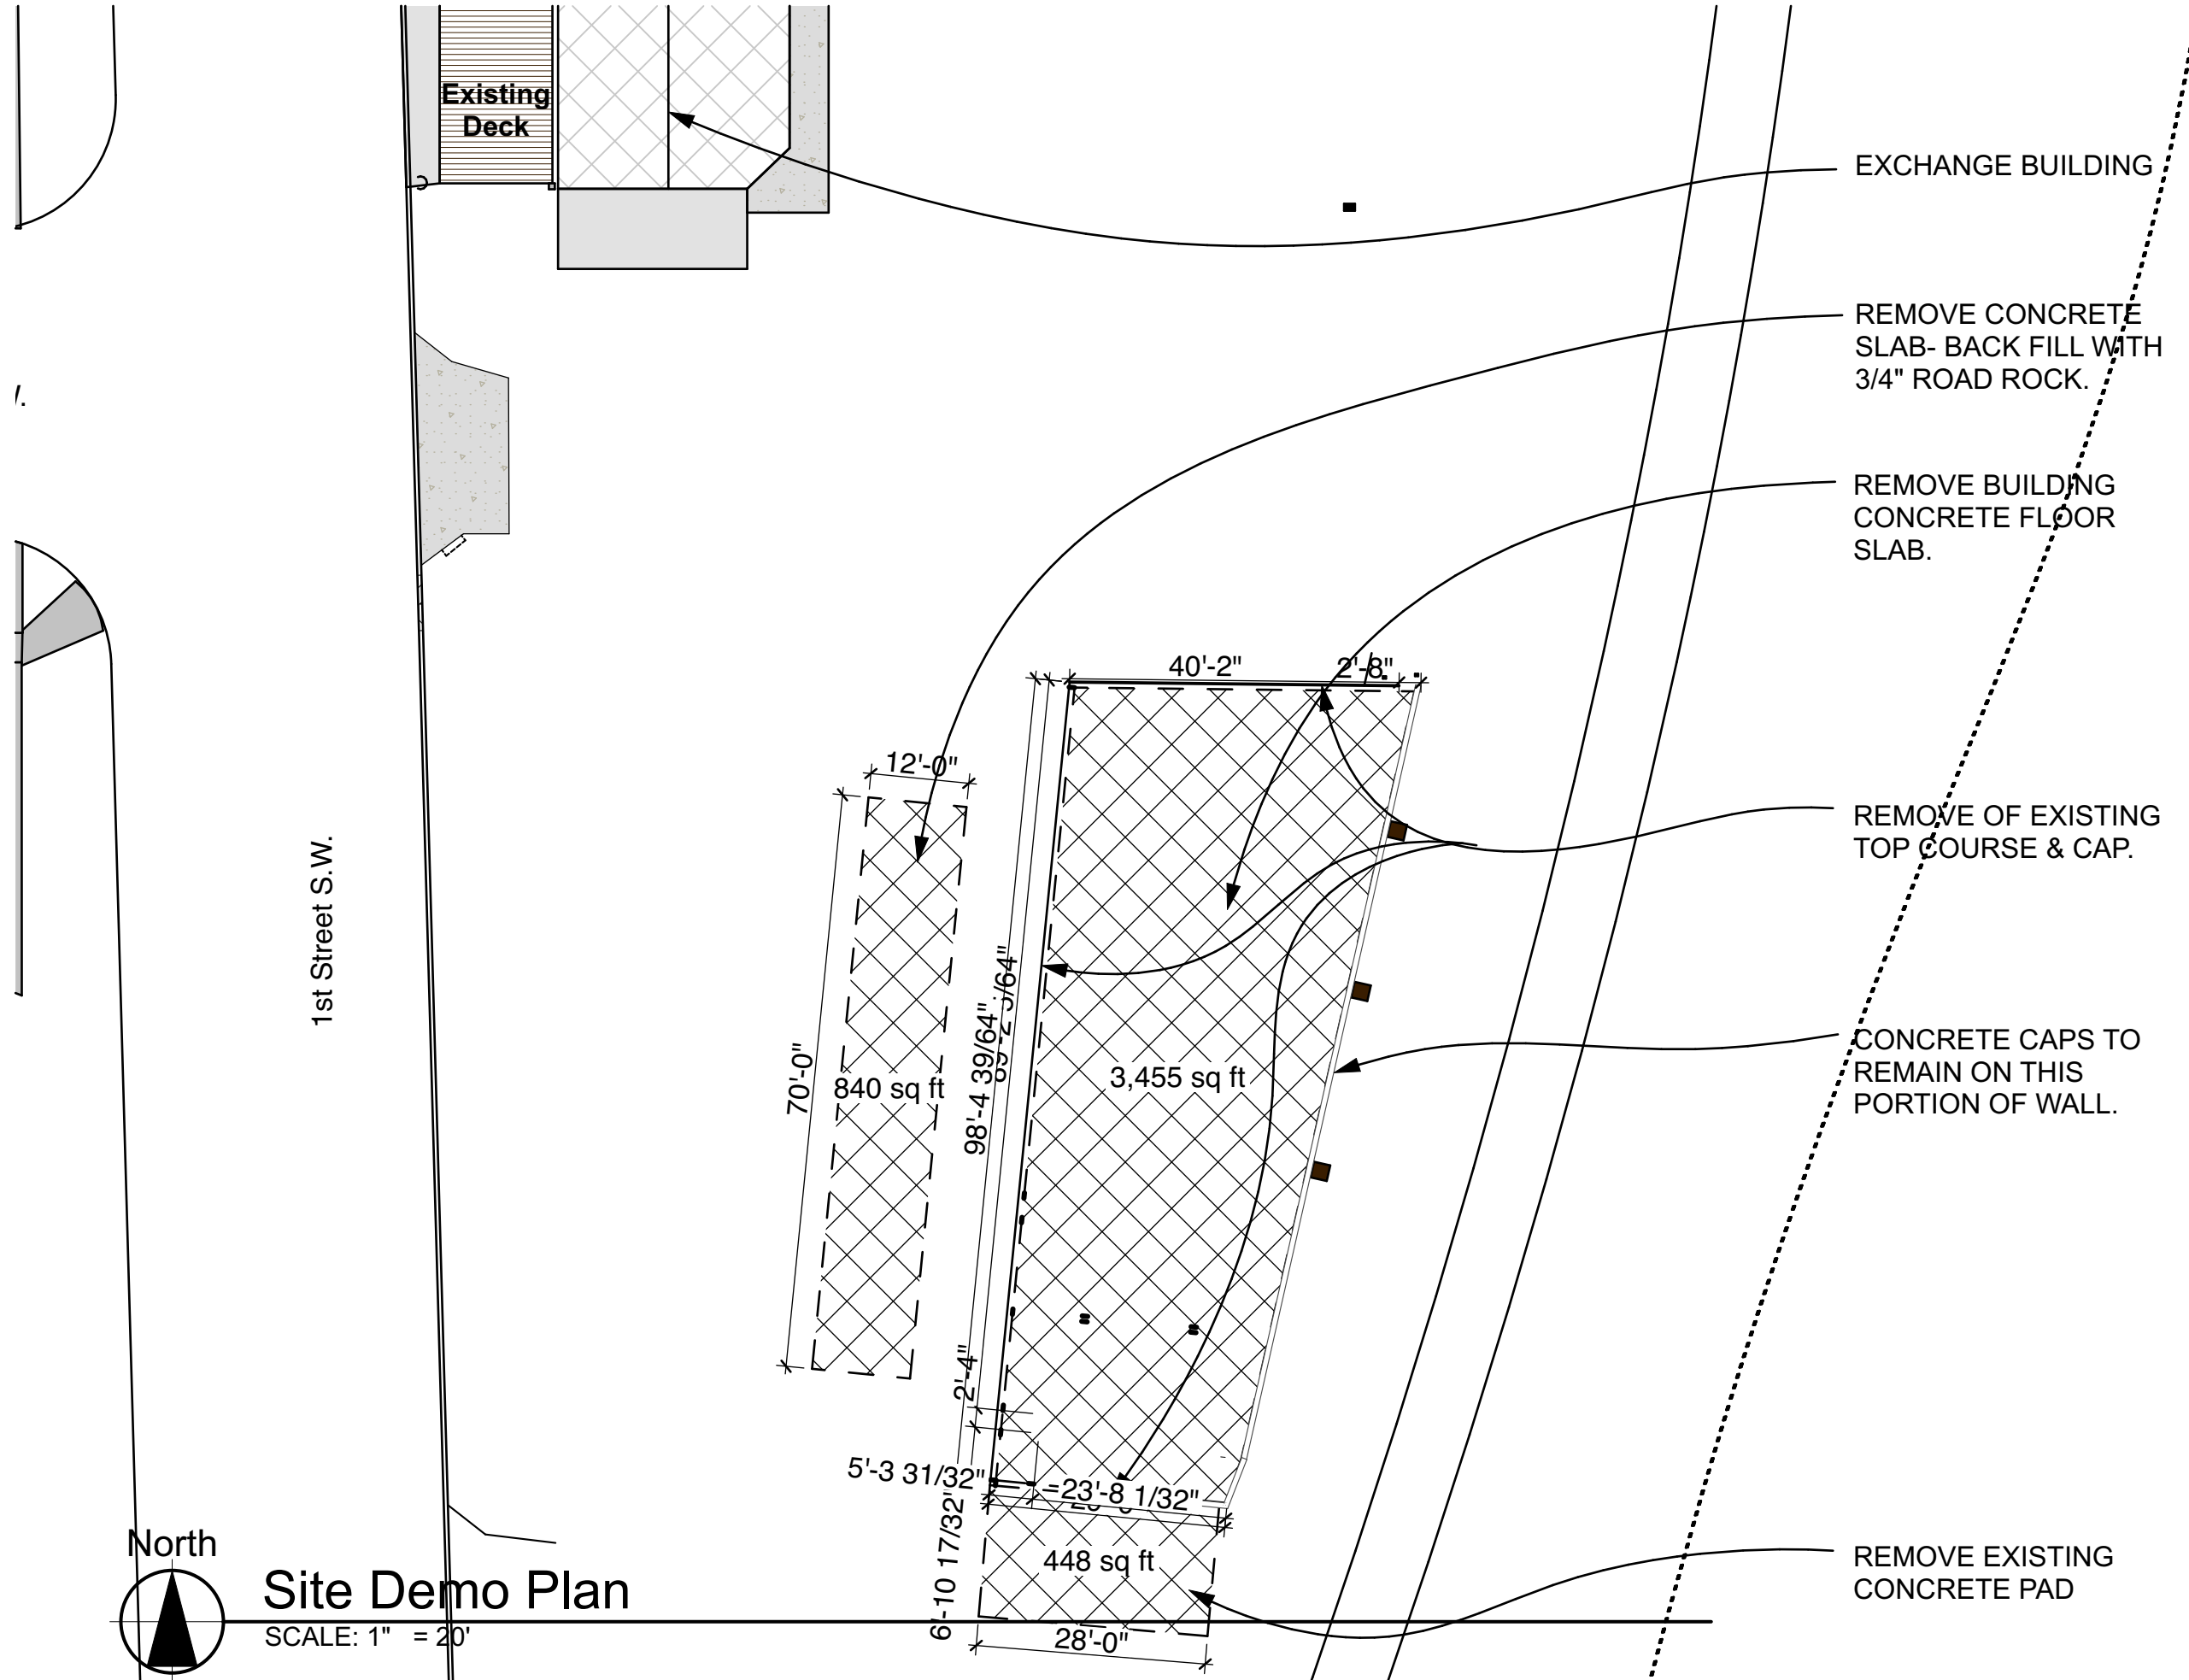 Existing
Deck
EXCHANGE BUILDING
REMOVE CONCRETE
SLAB- BACK FILL WITH
3/4" ROAD ROCK.
REMOVE BUILDING
CONCRETE FLOOR
SLAB.
40'-2"
2'-8"
12'-0"
REMOVE OF EXISTING
TOP COURSE & CAP.
1st Street S.W.
70'-0"
840 sq ft
98'-4 39/64"
3,455 sq ft
CONCRETE CAPS TO
REMAIN ON THIS
PORTION OF WALL.
2'-4"
5'-3 31/32"
23'-8 1/32"
6'-10 17/32"
448 sq ft
28'-0"
REMOVE EXISTING
CONCRETE PAD
North
Site Demo Plan
SCALE: 1" = 20'